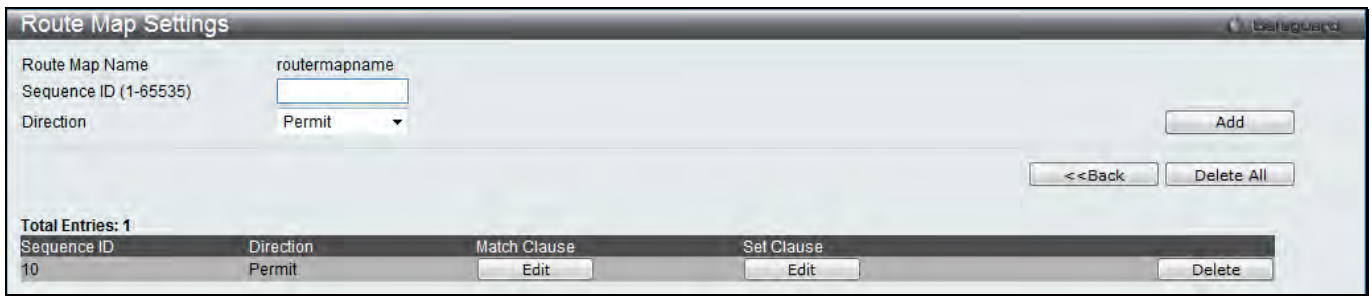 Route Map Settings
Safeguard
Route Map Name routermapname
Sequence ID (1-65535)
Direction Permit Add
<<Back Delete All
Total Entries: 1
Sequence ID Direction Match Clause Set Clause
10 Permit Edit Edit Delete